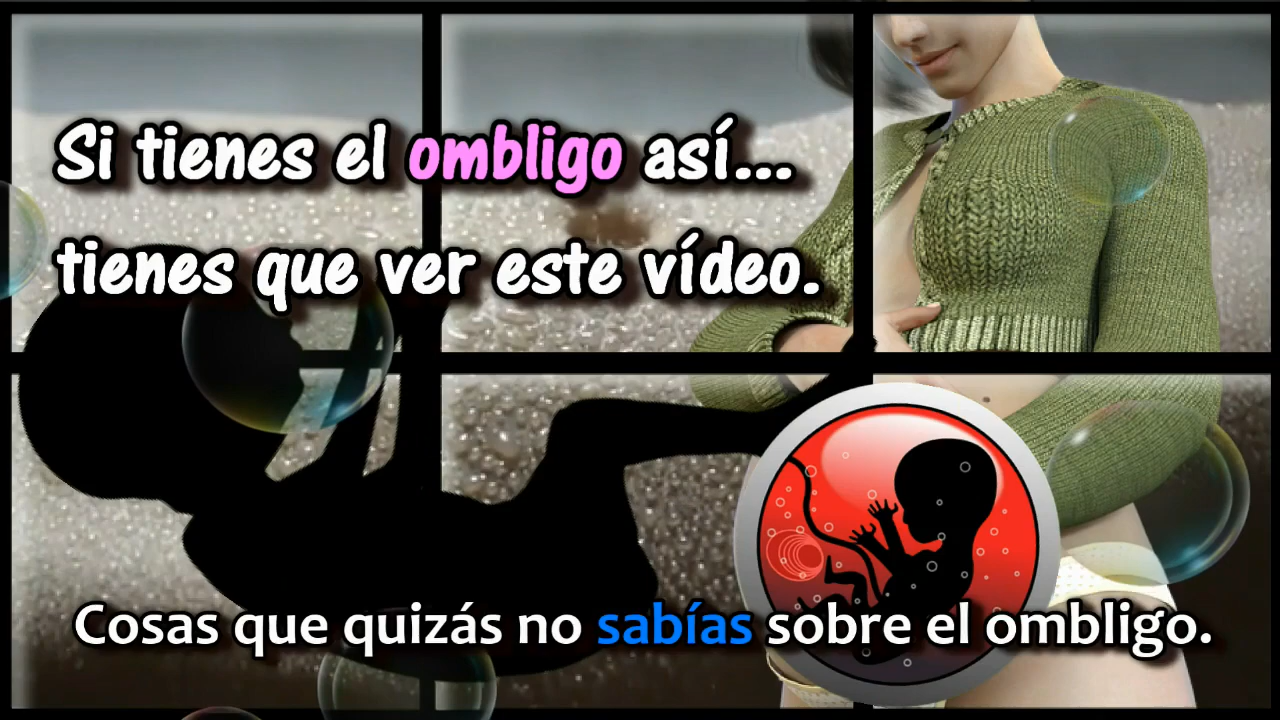 Si tienes el ombligo así...
tienes que ver este vídeo.
Cosas que quizás no sabías sobre el ombligo.